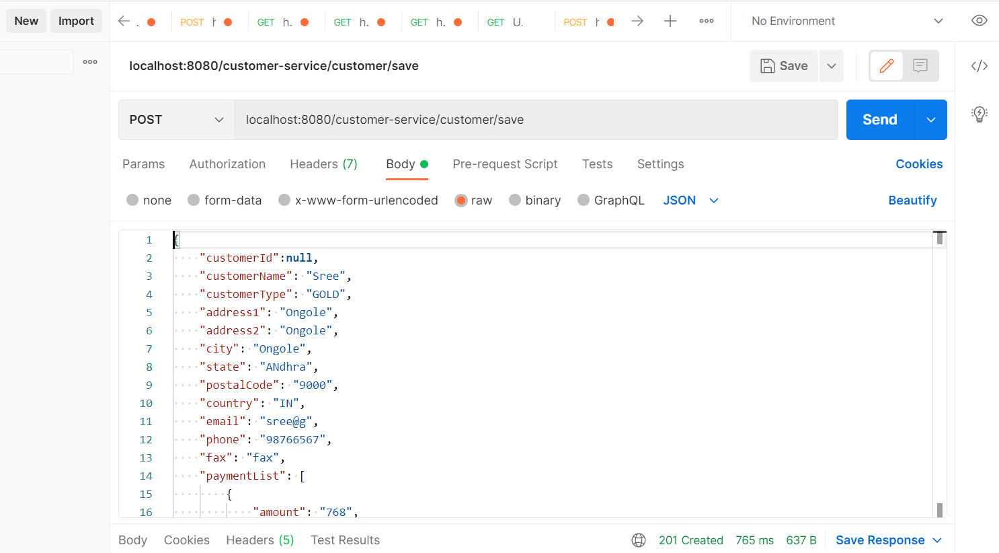 New Import . POST h GET h. GET h. GET h. GET U. POST h No Environment
localhost:8080/customer-service/customer/save Save
POST localhost:8080/customer-service/customer/save Send
Params Authorization Headers (7) Body Pre-request Script Tests Settings Cookies
none form-data x-www-form-urlencoded raw binary GraphQL JSON Beautify
1 {
2 "customerId":null,
3 "customerName": "Sree",
4 "customerType": "GOLD",
5 "address1": "Ongole",
6 "address2": "Ongole",
7 "city": "Ongole",
8 "state": "ANdhra",
9 "postalCode": "9000",
10 "country": "IN",
11 "email": "sree@g",
12 "phone": "98766567",
13 "fax": "fax",
14 "paymentList": [
15 {
16 "amount": "768",
Body Cookies Headers (5) Test Results 201 Created 765 ms 637 B Save Response